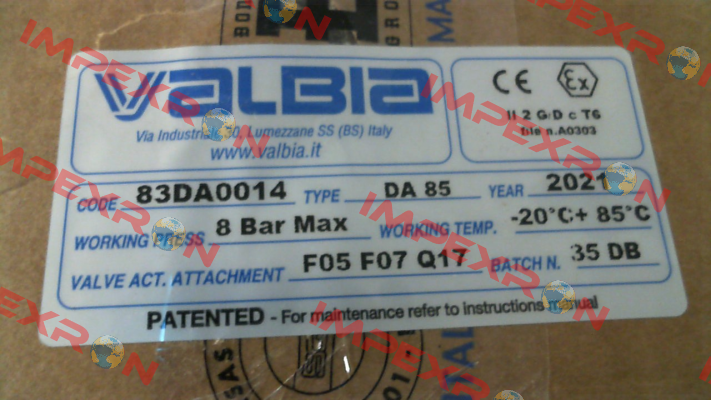 VALBIA
CE Ex
Via Industriale 30, Lumezzane SS (BS) Italy
www.valbia.it
II 2 G/D c T6
file n.A0303
CODE 83DA0014 TYPE DA 85 YEAR 2021
WORKING PRESS 8 Bar Max WORKING TEMP. -20°C+ 85°C
VALVE ACT. ATTACHMENT F05 F07 Q17 BATCH N. 35 DB
PATENTED - For maintenance refer to instructions manual
IMPEXRON